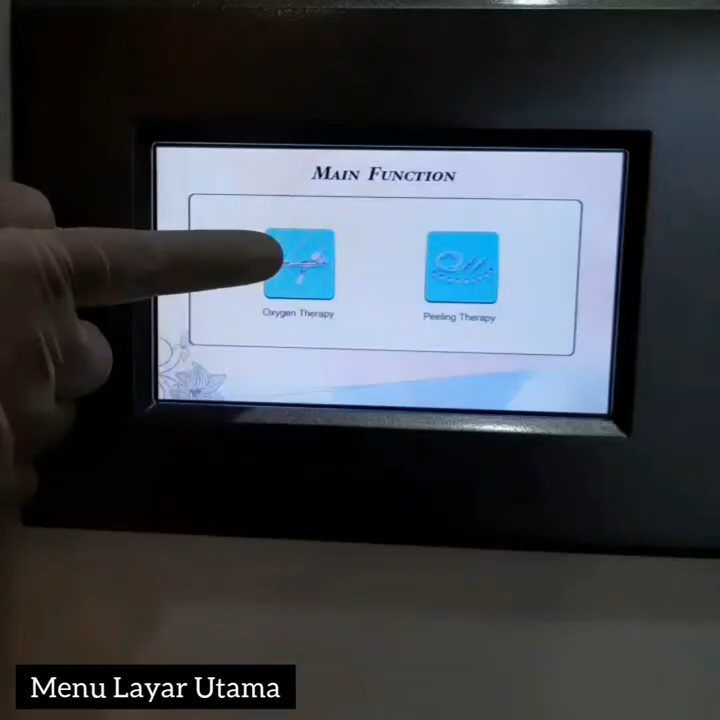 MAIN FUNCTION
Oxygen Therapy
Peeling Therapy
Menu Layar Utama